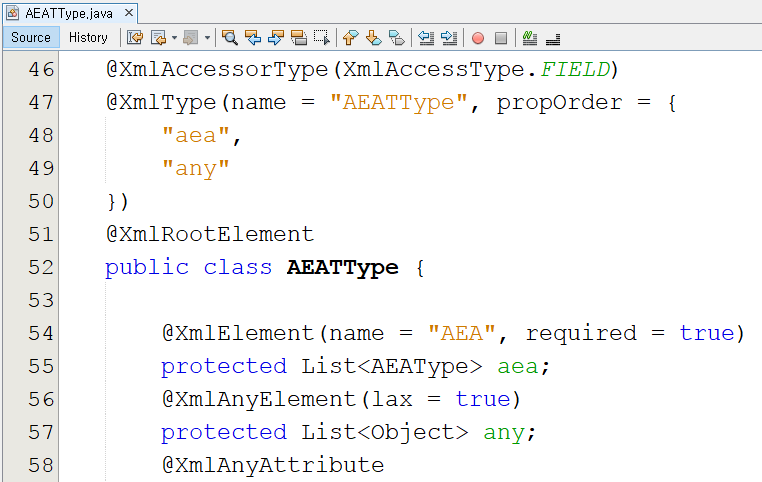 AEATType.java
Source History
46 @XmlAccessorType(XmlAccessType.FIELD)
47 @XmlType(name = "AEATType", propOrder = {
48 "aea",
49 "any"
50 })
51 @XmlRootElement
52 public class AEATType {
53
54 @XmlElement(name = "AEA", required = true)
55 protected List<AEAType> aea;
56 @XmlAnyElement(lax = true)
57 protected List<Object> any;
58 @XmlAnyAttribute